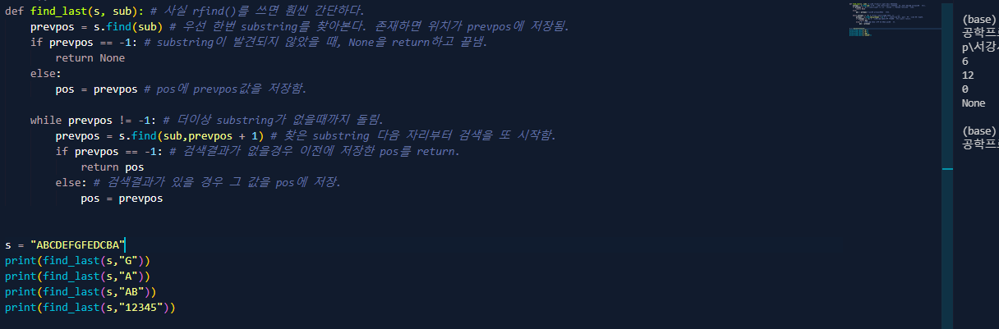 def find_last(s, sub): # 사실 rfind()를 쓰면 훨씬 간단하다.
    prevpos = s.find(sub) # 우선 한번 substring를 찾아본다. 존재하면 위치가 prevpos에 저장됨.
    if prevpos == -1: # substring이 발견되지 않았을 때, None을 return하고 끝냄.
        return None
    else:
        pos = prevpos # pos에 prevpos값을 저장함.
    while prevpos != -1: # 더이상 substring가 없을때까지 돌림.
        prevpos = s.find(sub,prevpos + 1) # 찾은 substring 다음 자리부터 검색을 또 시작함.
        if prevpos == -1: # 검색결과가 없을경우 이전에 저장한 pos를 return.
            return pos
        else: # 검색결과가 있을 경우 그 값을 pos에 저장.
            pos = prevpos
s = "ABCDEFGFEDCBA"
print(find_last(s,"G"))
print(find_last(s,"A"))
print(find_last(s,"AB"))
print(find_last(s,"12345"))
(base)
공학프로
p\서강
6
12
0
None
(base)
공학프로